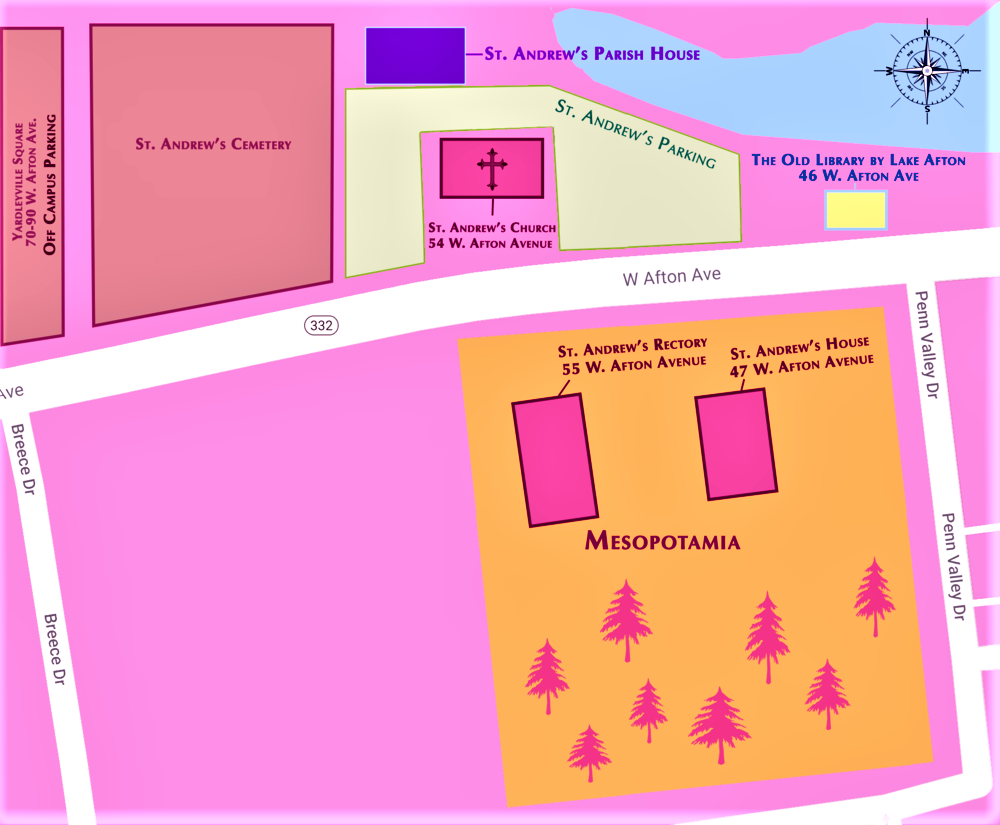 St. Andrew's Parish House
N
W
E
S
Yardleyville Square
70-90 W. Afton Ave.
Off Campus Parking
St. Andrew's Cemetery
St. Andrew's Parking
The Old Library by Lake Afton
46 W. Afton Ave
St. Andrew's Church
54 W. Afton Avenue
W Afton Ave
332
Penn Valley Dr
St. Andrew's Rectory
55 W. Afton Avenue
St. Andrew's House
47 W. Afton Avenue
Ave
Breece Dr
Mesopotamia
Penn Valley Dr
Breece Dr